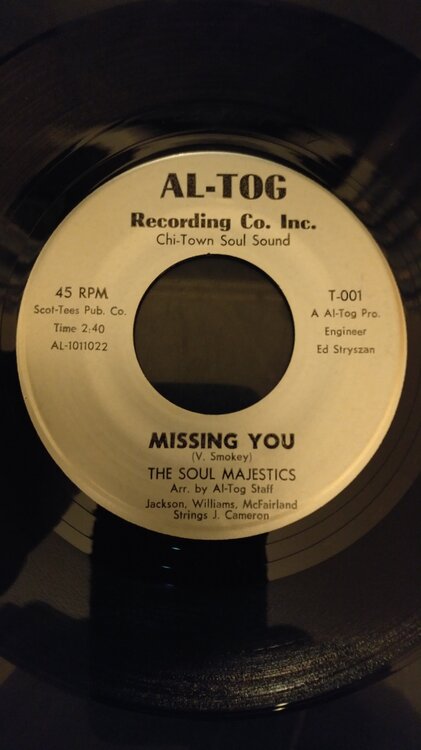 AL-TOG
Recording Co. Inc.
Chi-Town Soul Sound
45 RPM
Scot-Tees Pub. Co.
Time 2:40
AL-1011022
T-001
A Al-Tog Pro.
Engineer
Ed Stryszan
MISSING YOU
(V. Smokey)
THE SOUL MAJESTICS
Arr. by Al-Tog Staff
Jackson, Williams, McFairland
Strings J. Cameron